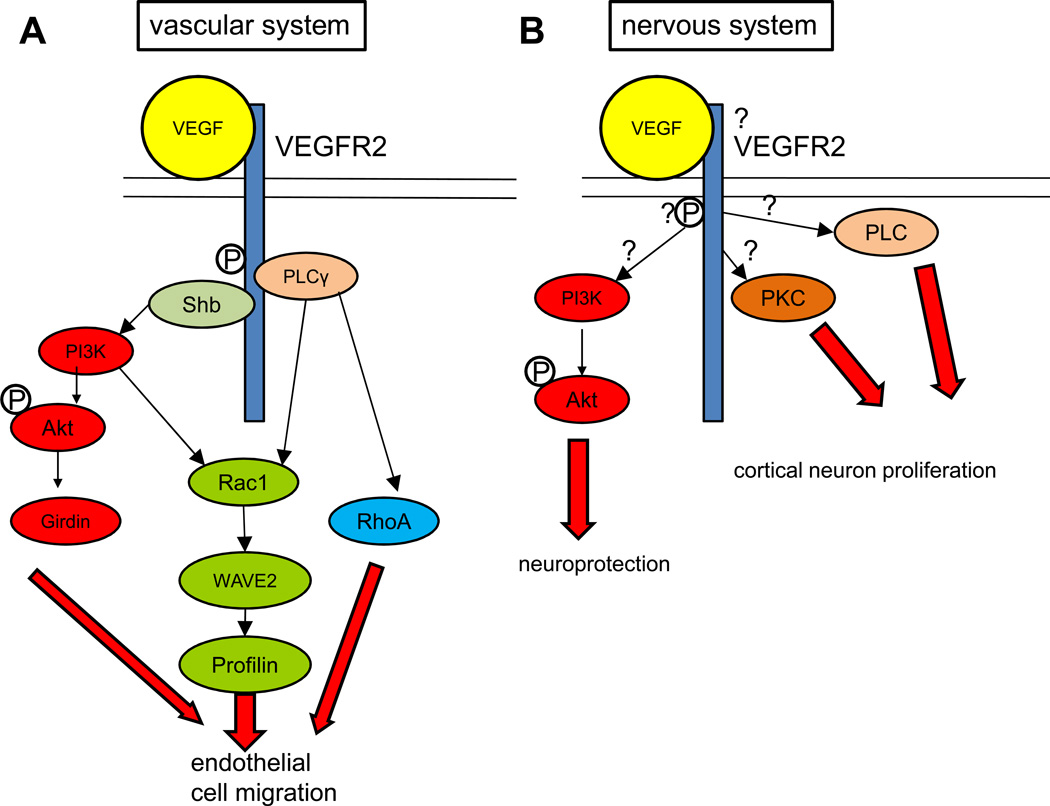 A
vascular system
VEGF
VEGFR2
P
PLCγ
Shb
PI3K
P
Akt
Rac1
Girdin
RhoA
WAVE2
Profilin
endothelial
cell migration
B
nervous system
VEGF
?
VEGFR2
?
P
?
PLC
?
?
PI3K
PKC
P
Akt
cortical neuron proliferation
neuroprotection